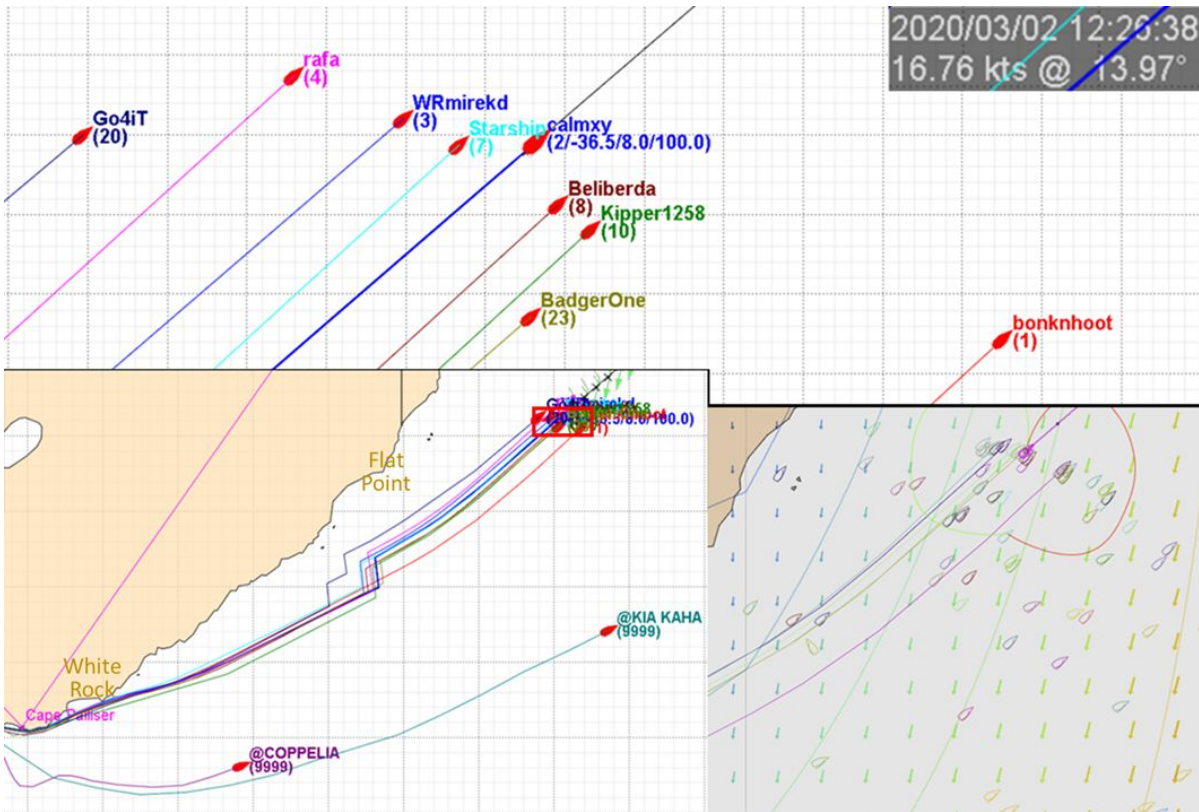 2020/03/02 12:26:38
16.76 kts @ 13.97°
rafa
(4)
Go4iT
(20)
WRmirekd
(3)
Starship
(7)
calmxy
(2/-36.5/8.0/100.0)
Beliberda
(8)
Kipper1258
(10)
BadgerOne
(23)
bonknhoot
(1)
Flat
Point
@KIA KAHA
(9999)
White
Rock
Cape Palliser
@COPPELIA
(9999)